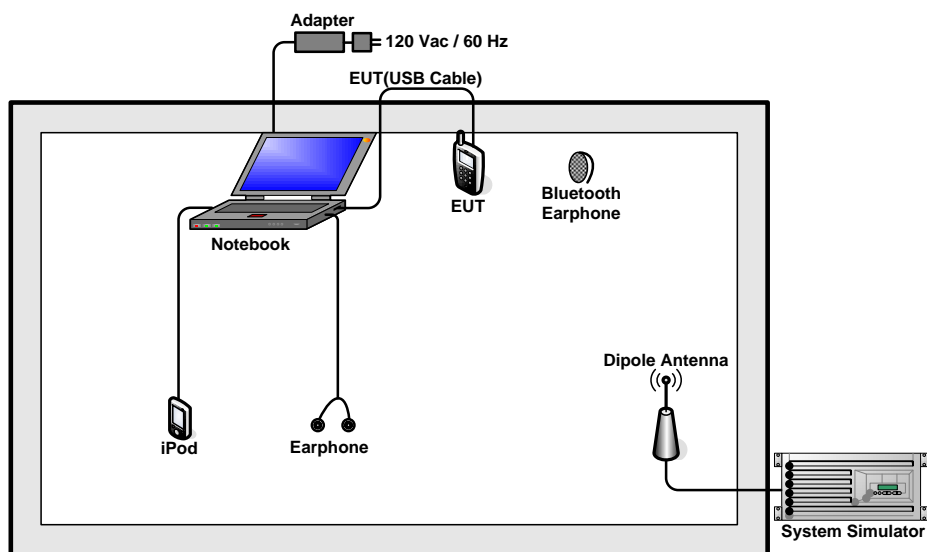 Adapter
120 Vac / 60 Hz
EUT(USB Cable)
EUT
Bluetooth
Earphone
Notebook
Dipole Antenna
iPod
Earphone
System Simulator